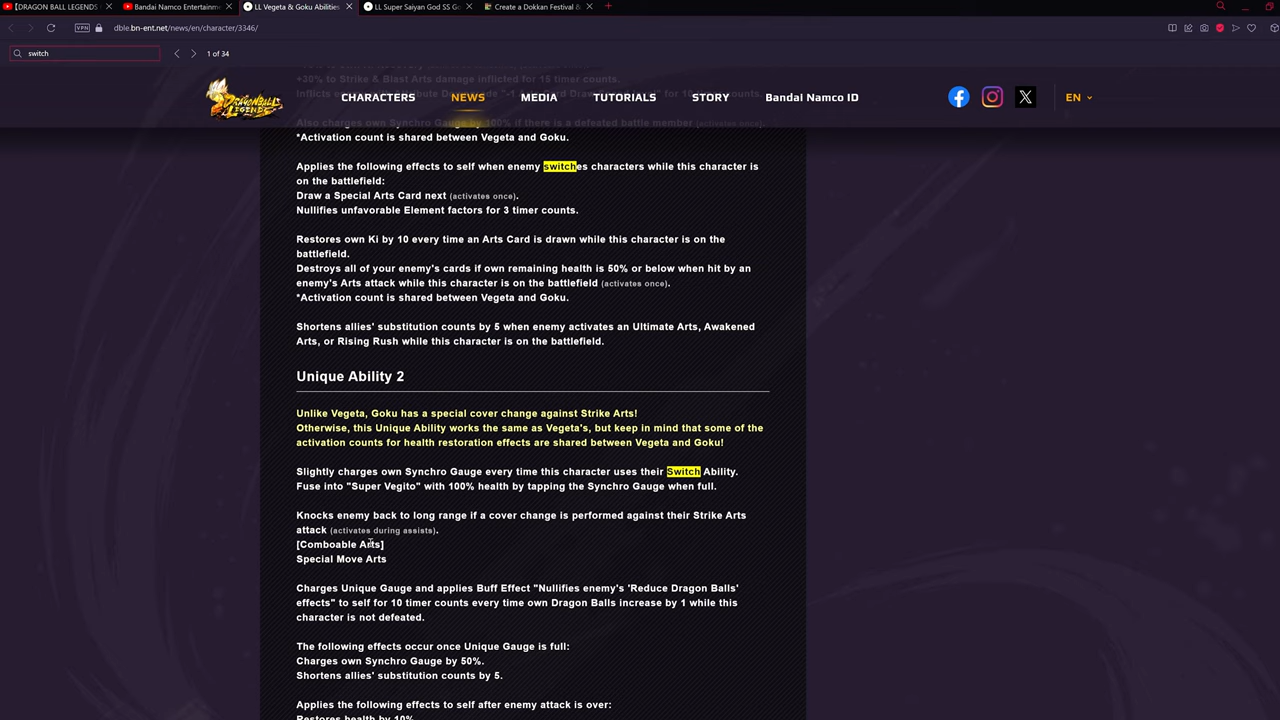 【DRAGON BALL LEGENDS
Bandai Namco Entertainm
LL Vegeta & Goku Abilities
LL Super Saiyan God SS Go
Create a Dokkan Festival &
VPN
dble.bn-ent.net/news/en/character/3346/
switch
1 of 34
DRAGONBALL LEGENDS
CHARACTERS
NEWS
MEDIA
TUTORIALS
STORY
Bandai Namco ID
EN
+30% to Strike & Blast Arts damage inflicted for 15 timer counts.
Also charges own Synchro Gauge by 100% if there is a defeated battle member (activates once).
*Activation count is shared between Vegeta and Goku.
Applies the following effects to self when enemy switches characters while this character is
on the battlefield:
Draw a Special Arts Card next (activates once).
Nullifies unfavorable Element factors for 3 timer counts.
Restores own Ki by 10 every time an Arts Card is drawn while this character is on the
battlefield.
Destroys all of your enemy's cards if own remaining health is 50% or below when hit by an
enemy's Arts attack while this character is on the battlefield (activates once).
*Activation count is shared between Vegeta and Goku.
Shortens allies' substitution counts by 5 when enemy activates an Ultimate Arts, Awakened
Arts, or Rising Rush while this character is on the battlefield.
Unique Ability 2
Unlike Vegeta, Goku has a special cover change against Strike Arts!
Otherwise, this Unique Ability works the same as Vegeta's, but keep in mind that some of the
activation counts for health restoration effects are shared between Vegeta and Goku!
Slightly charges own Synchro Gauge every time this character uses their Switch Ability.
Fuse into "Super Vegito" with 100% health by tapping the Synchro Gauge when full.
Knocks enemy back to long range if a cover change is performed against their Strike Arts
attack (activates during assists).
[Comboable Arts]
Special Move Arts
Charges Unique Gauge and applies Buff Effect "Nullifies enemy's 'Reduce Dragon Balls'
effects" to self for 10 timer counts every time own Dragon Balls increase by 1 while this
character is not defeated.
The following effects occur once Unique Gauge is full:
Charges own Synchro Gauge by 50%.
Shortens allies' substitution counts by 5.
Applies the following effects to self after enemy attack is over:
Restores health by 10%.